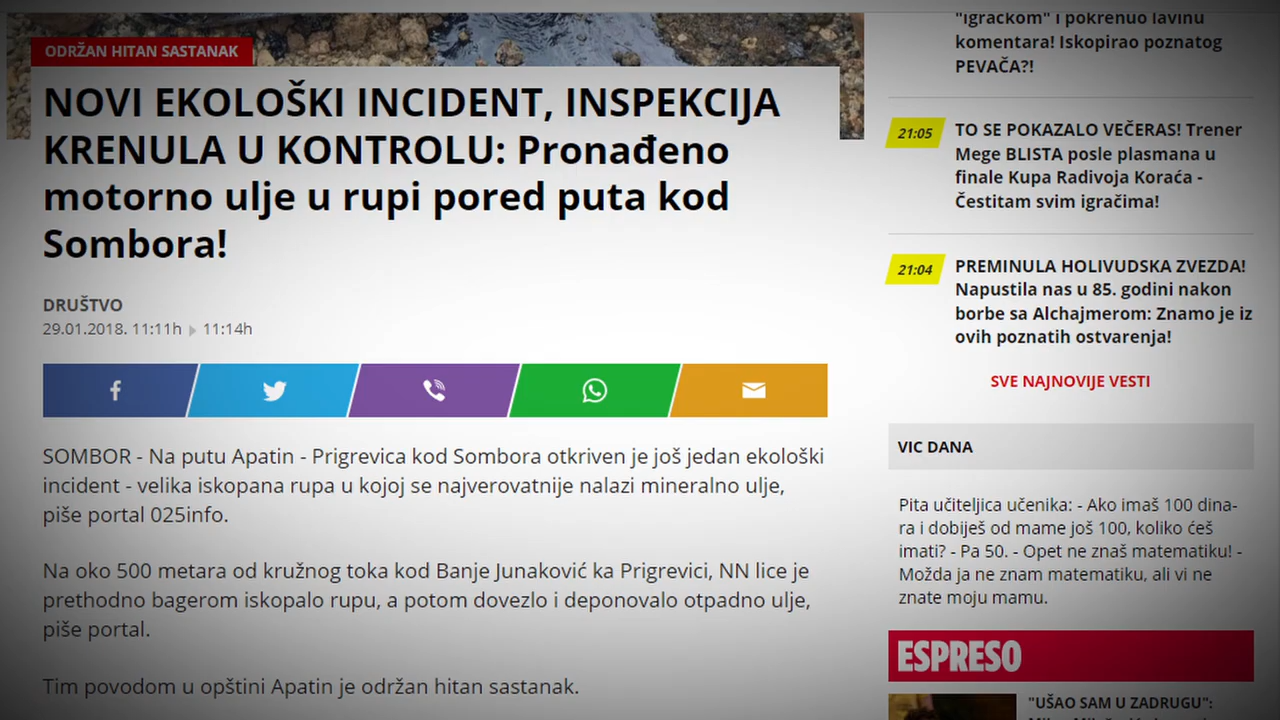 ODRŽAN HITAN SASTANAK
NOVI EKOLOŠKI INCIDENT, INSPEKCIJA
KRENULA U KONTROLU: Pronađeno
motorno ulje u rupi pored puta kod
Sombora!
DRUŠTVO
29.01.2018. 11:11h 11:14h
SOMBOR - Na putu Apatin - Prigrevica kod Sombora otkriven je još jedan ekološki
incident - velika iskopana rupa u kojoj se najverovatnije nalazi mineralno ulje,
piše portal 025info.
Na oko 500 metara od kružnog toka kod Banje Junaković ka Prigrevici, NN lice je
prethodno bagerom iskopalo rupu, a potom dovezlo i deponovalo otpadno ulje,
piše portal.
Tim povodom u opštini Apatin je održan hitan sastanak.
"igračkom" i pokrenuo lavinu
komentara! Iskopirao poznatog
PEVAČA?!
21:05
TO SE POKAZALO VEČERAS! Trener
Mege BLISTA posle plasmana u
finale Kupa Radivoja Koraća -
Čestitam svim igračima!
21:04
PREMINULA HOLIVUDSKA ZVEZDA!
Napustila nas u 85. godini nakon
borbe sa Alchajmerom: Znamo je iz
ovih poznatih ostvarenja!
SVE NAJNOVIJE VESTI
VIC DANA
Pita učiteljica učenika: - Ako imaš 100 dina-
ra i dobiješ od mame još 100, koliko ćeš
imati? - Pa 50. - Opet ne znaš matematiku! -
Možda ja ne znam matematiku, ali vi ne
znate moju mamu.
ESPRESO
"UŠAO SAM U ZADRUGU":